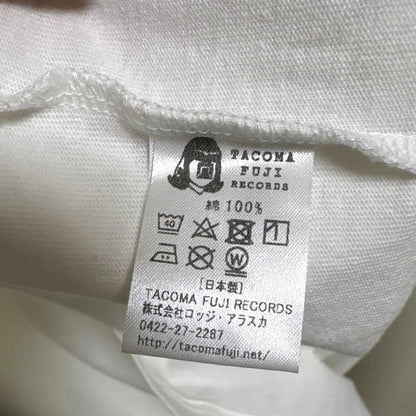 TACOMA
FUJI
RECORDS
綿 100%
40
W
[日本製]
TACOMA FUJI RECORDS
株式会社ロッジ・アラスカ
0422-27-2287
http://tacomafuji.net/